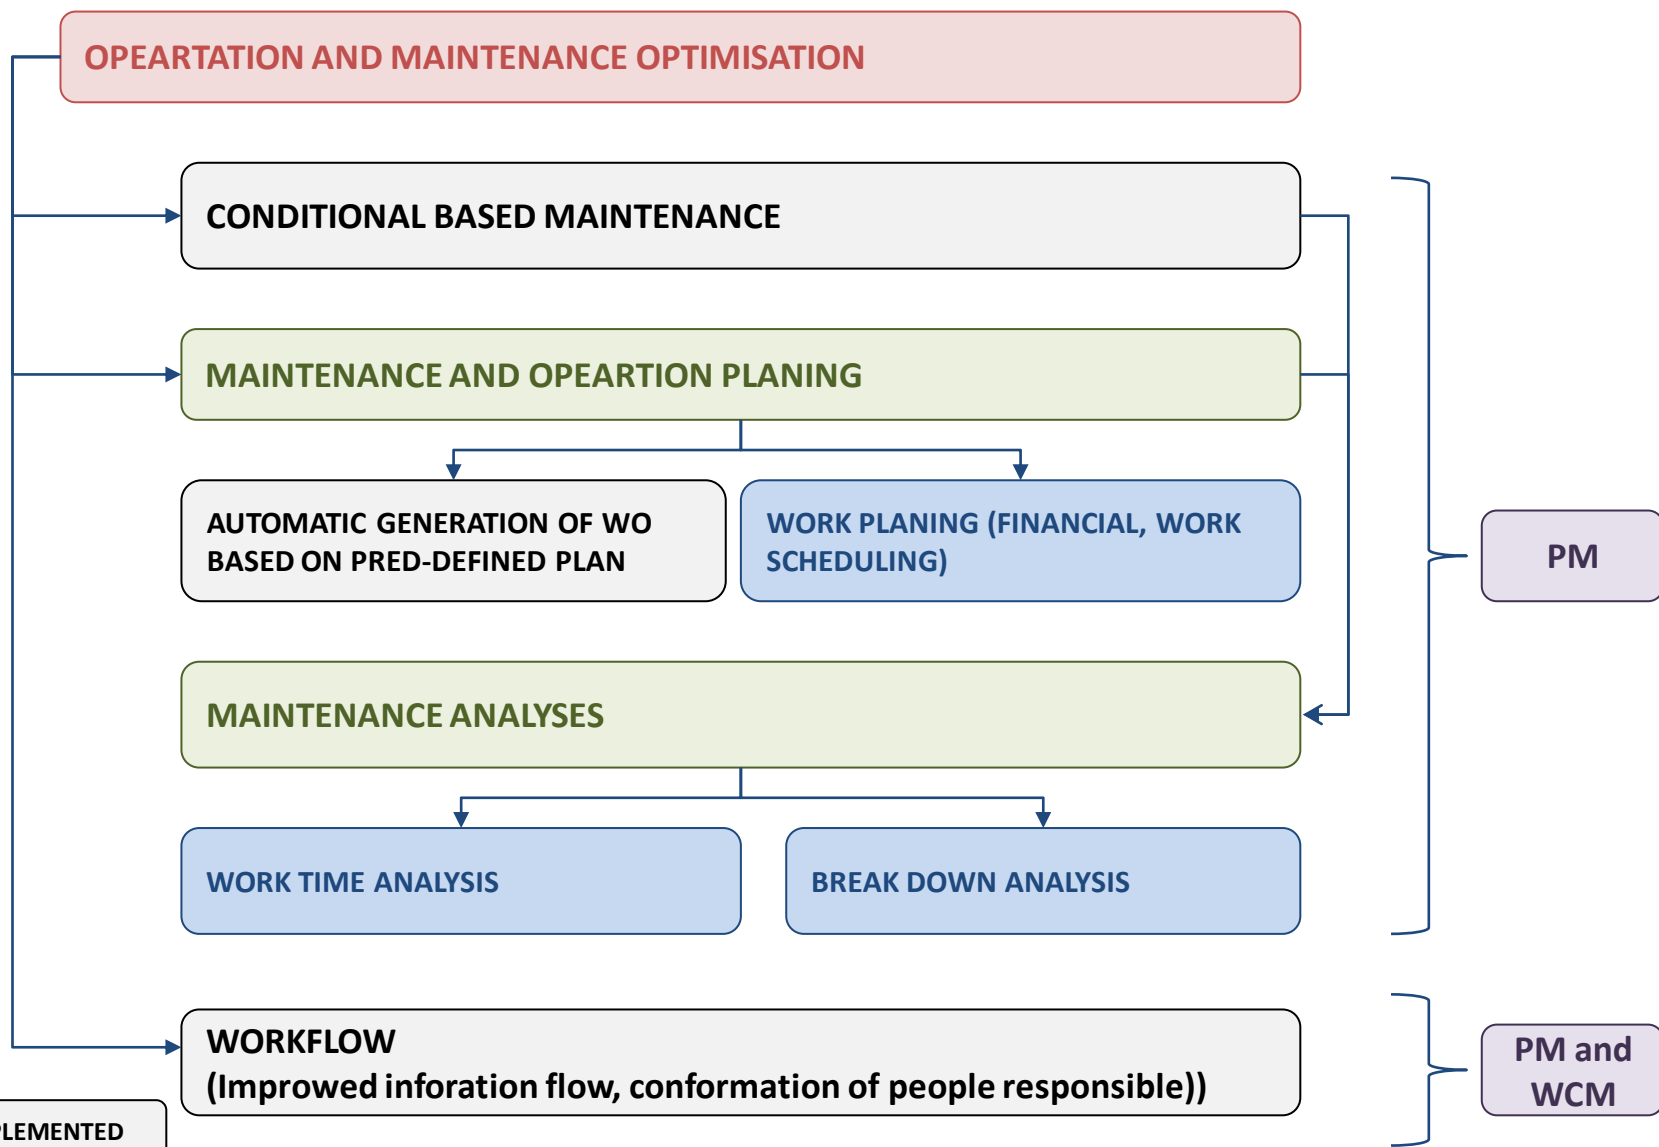 OPEARTATION AND MAINTENANCE OPTIMISATION
CONDITIONAL BASED MAINTENANCE
MAINTENANCE AND OPEARTION PLANING
AUTOMATIC GENERATION OF WO
BASED ON PRED-DEFINED PLAN
WORK PLANING (FINANCIAL, WORK
SCHEDULING)
PM
MAINTENANCE ANALYSES
WORK TIME ANALYSIS
BREAK DOWN ANALYSIS
WORKFLOW
(Improwed inforation flow, conformation of people responsible))
PM and
WCM
PLEMENTED